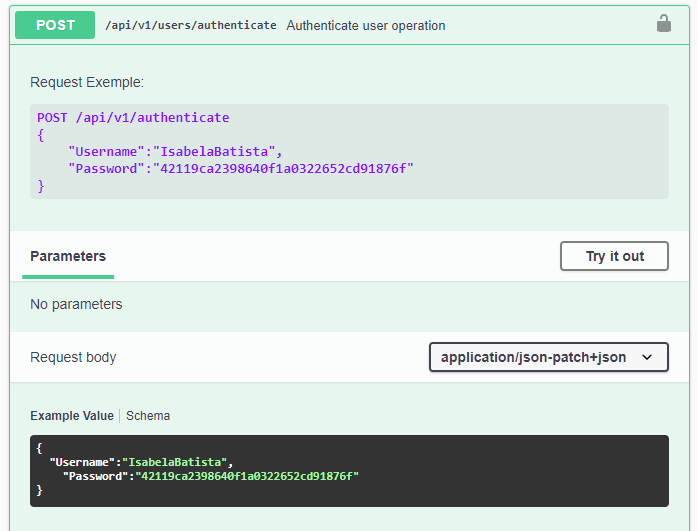 POST /api/v1/users/authenticate Authenticate user operation
Request Exemple:
POST /api/v1/authenticate
{
    "Username":"IsabelaBatista",
    "Password":"42119ca2398640f1a0322652cd91876f"
}
Parameters Try it out
No parameters
Request body application/json-patch+json
Example Value Schema
{
  "Username":"IsabelaBatista",
    "Password":"42119ca2398640f1a0322652cd91876f"
}